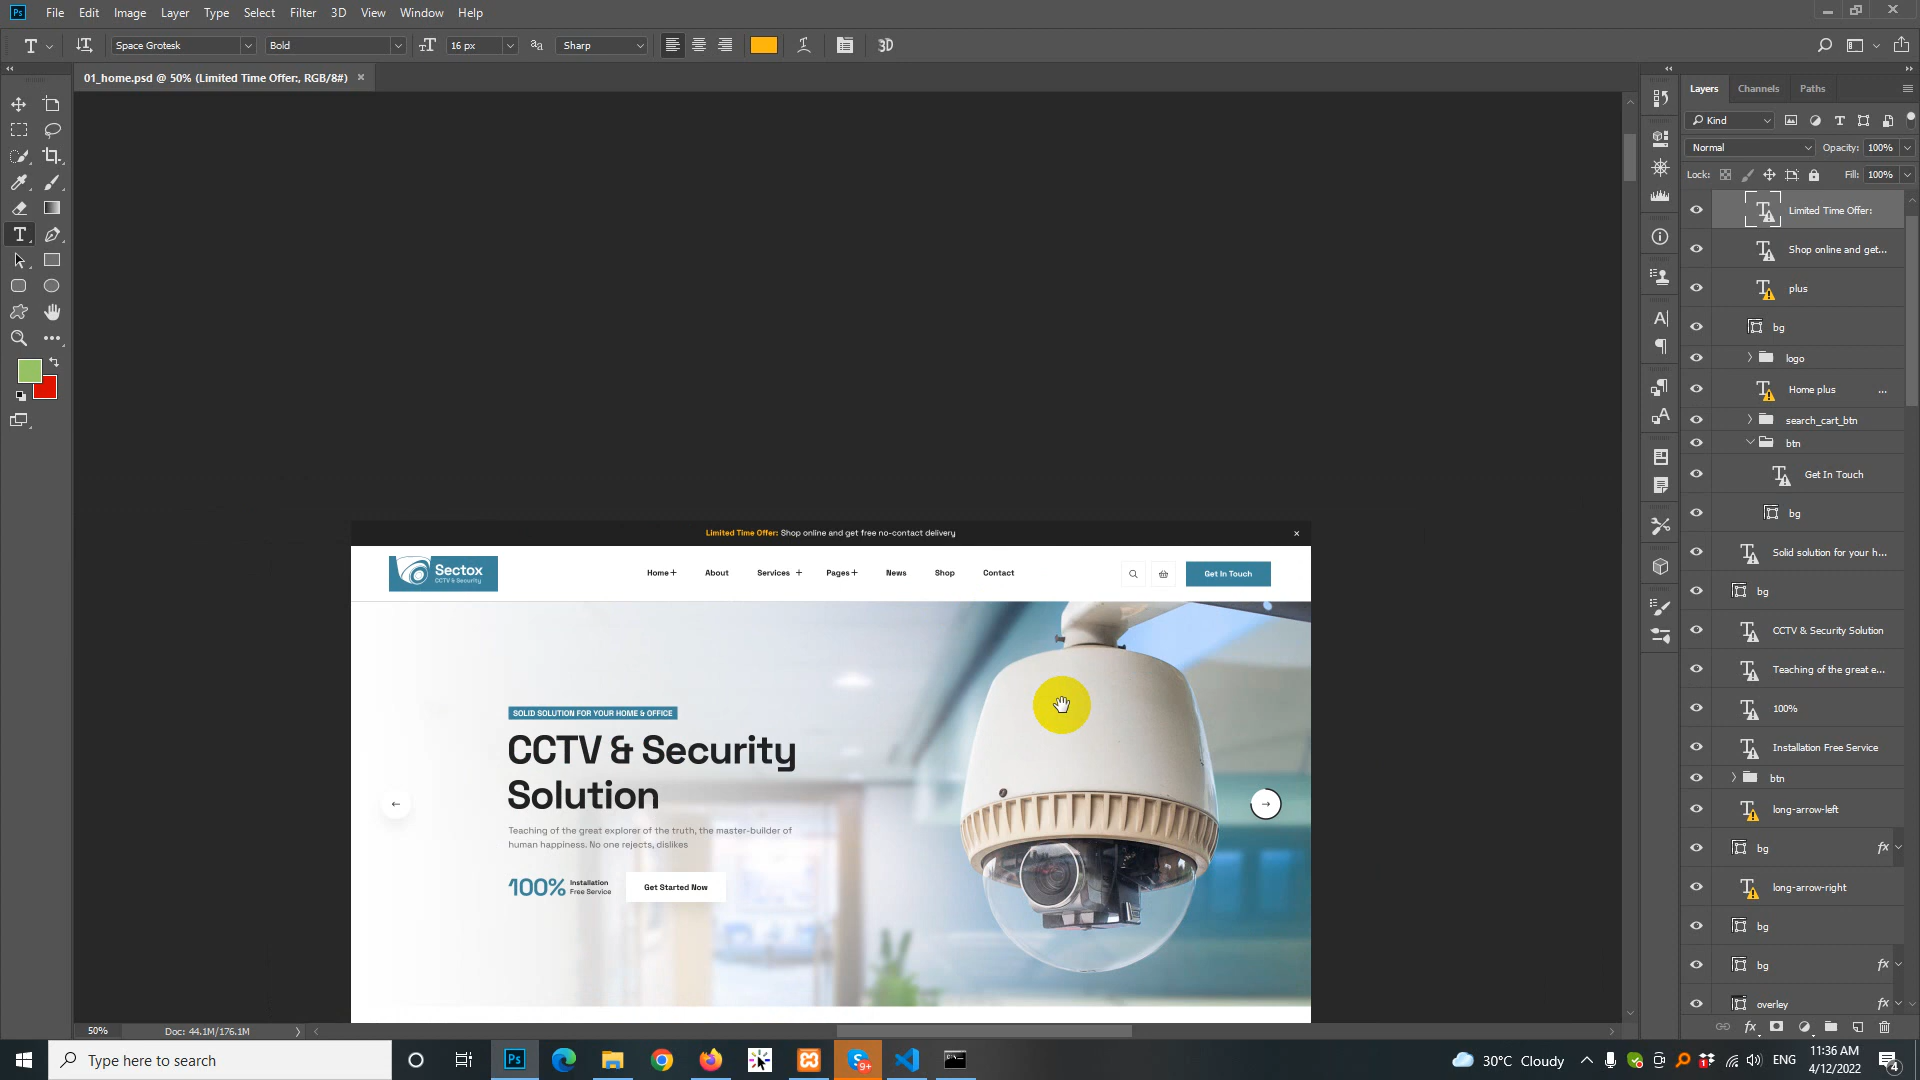 Ps File Edit Image Layer Type Select Filter 3D View Window Help
T Space Grotesk Bold 16 px Sharp 3D
01_home.psd @ 50% (Limited Time Offer:, RGB/8#) ×
Layers Channels Paths
Kind
Normal Opacity: 100%
Lock: Fill: 100%
Limited Time Offer:
Shop online and get...
plus
bg
logo
Home plus ...
search_cart_btn
btn
Get In Touch
bg
Solid solution for your h...
bg
CCTV & Security Solution
Teaching of the great e...
100%
Installation Free Service
btn
long-arrow-left
bg fx
long-arrow-right
bg
bg fx
overley fx
Limited Time Offer: Shop online and get free no-contact delivery
Sectox
CCTV & Security
Home + About Services + Pages + News Shop Contact
Get In Touch
SOLID SOLUTION FOR YOUR HOME & OFFICE
CCTV & Security
Solution
Teaching of the great explorer of the truth, the master-builder of
human happiness. No one rejects, dislikes
100% Installation
Free Service
Get Started Now
50% Doc: 44.1M/176.1M
Type here to search
Ps
9+
30°C Cloudy
1
ENG
11:36 AM
4/12/2022
4